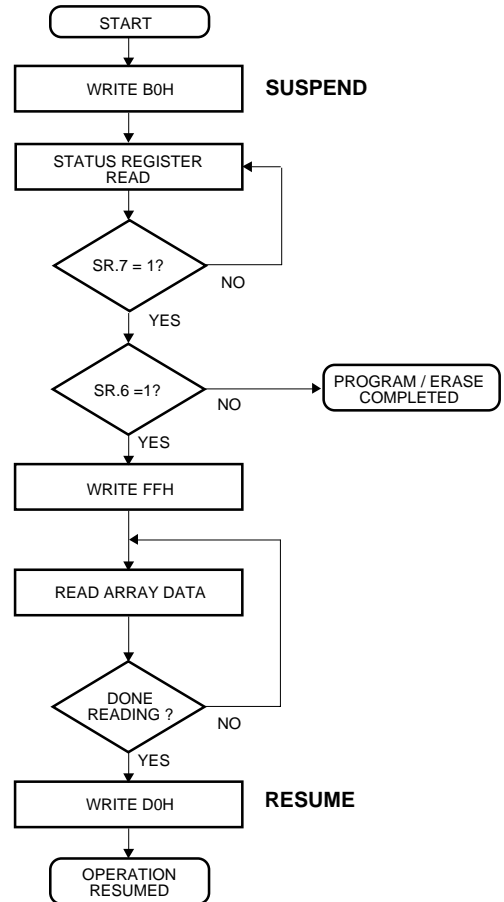 START
WRITE B0H
SUSPEND
STATUS REGISTER
READ
SR.7 = 1?
NO
YES
SR.6 =1?
NO
PROGRAM / ERASE
COMPLETED
YES
WRITE FFH
READ ARRAY DATA
DONE
READING ?
NO
YES
WRITE D0H
RESUME
OPERATION
RESUMED